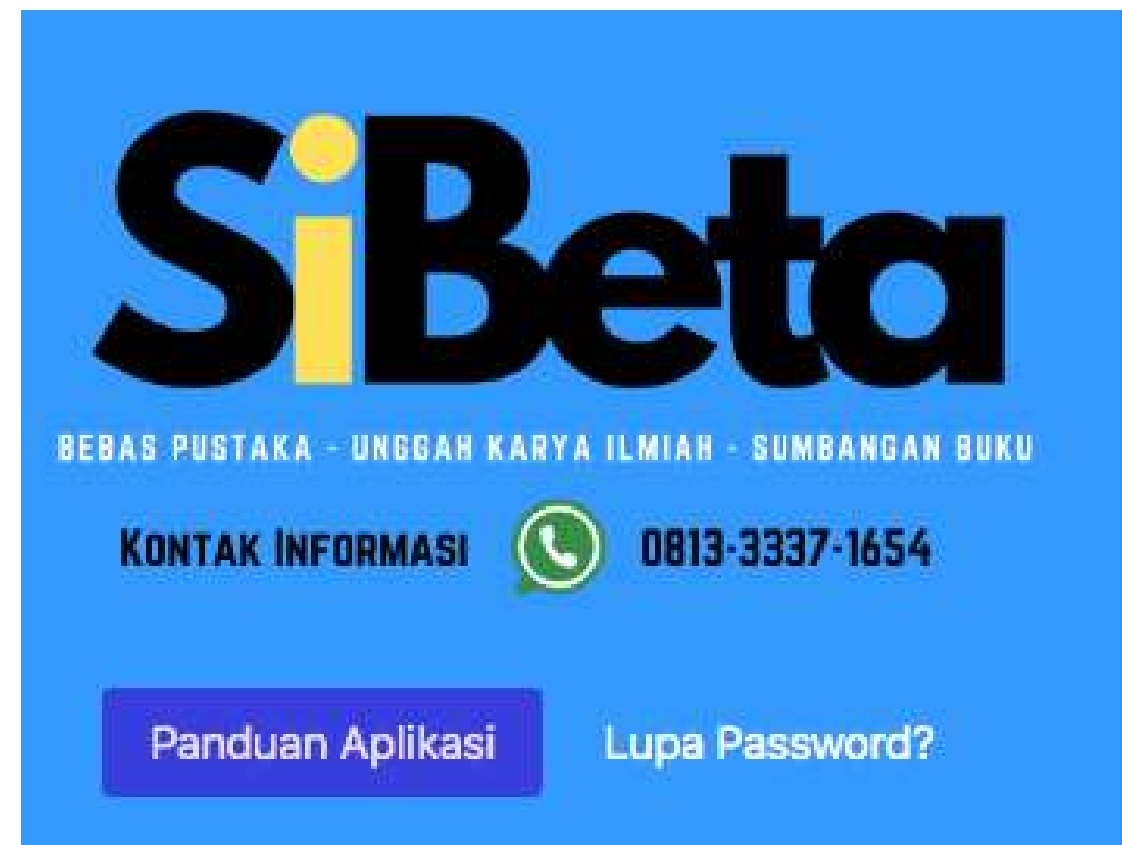 SiBeta
BEBAS PUSTAKA - UNGGAH KARYA ILMIAH - SUMBANGAN BUKU
KONTAK INFORMASI 0813-3337-1654
Panduan Aplikasi Lupa Password?